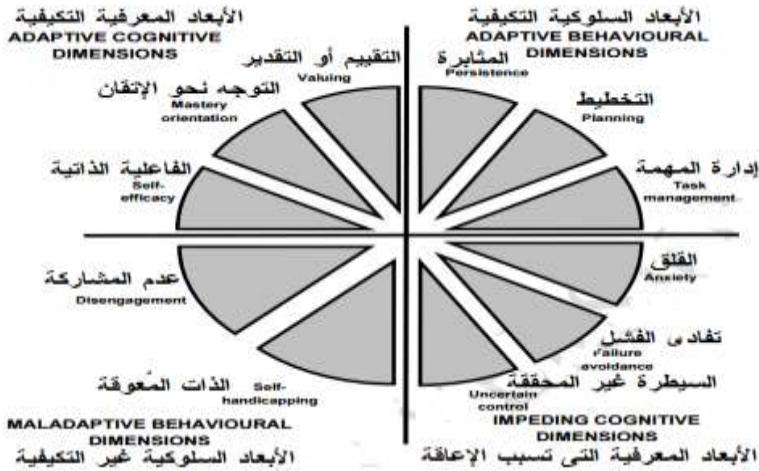 الأبعاد المعرفية التكيفية
ADAPTIVE COGNITIVE
DIMENSIONS
الأبعاد السلوكية التكيفية
ADAPTIVE BEHAVIOURAL
DIMENSIONS
التقييم أو التقدير
Valuing
المثابرة
Persistence
التوجه نحو الإتقان
Mastery
orientation
التخطيط
Planning
الفاعلية الذاتية
Self-
efficacy
إدارة المهمة
Task
management
عدم المشاركة
Disengagement
القلق
Anxiety
تفادى الفشل
Failure
avoidance
الذات المُعوقة
Self-
handicapping
السيطرة غير المحققة
Uncertain
control
MALADAPTIVE BEHAVIOURAL
DIMENSIONS
الأبعاد السلوكية غير التكيفية
IMPEDING COGNITIVE
DIMENSIONS
الأبعاد المعرفية التى تسبب الإعاقة